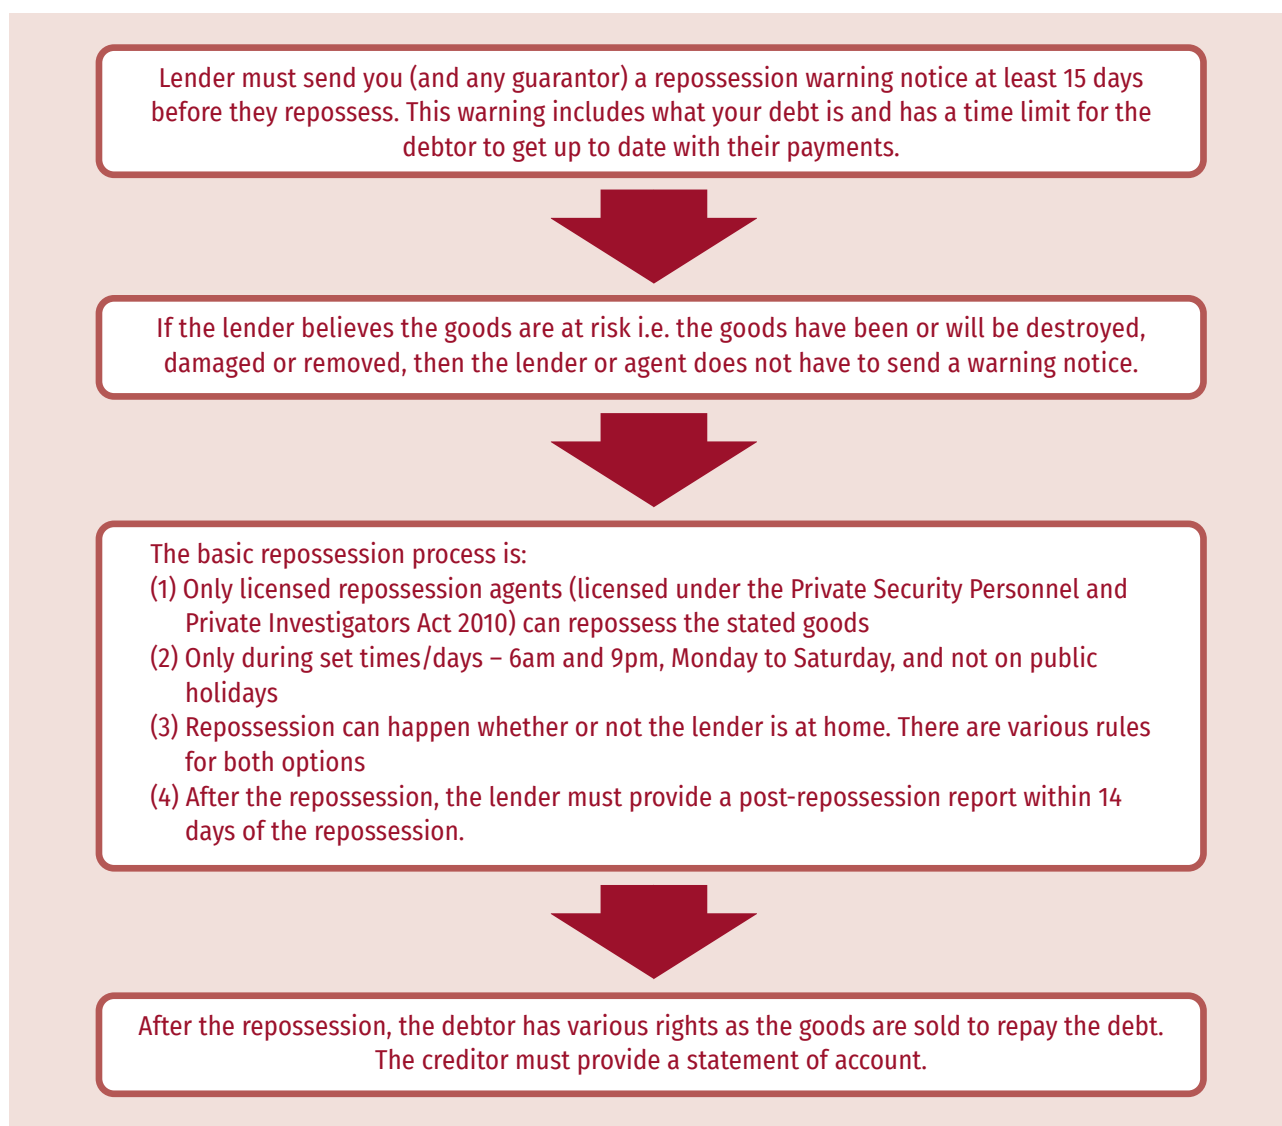 Lender must send you (and any guarantor) a repossession warning notice at least 15 days
before they repossess. This warning includes what your debt is and has a time limit for the
debtor to get up to date with their payments.
If the lender believes the goods are at risk i.e. the goods have been or will be destroyed,
damaged or removed, then the lender or agent does not have to send a warning notice.
The basic repossession process is:
(1) Only licensed repossession agents (licensed under the Private Security Personnel and
Private Investigators Act 2010) can repossess the stated goods
(2) Only during set times/days – 6am and 9pm, Monday to Saturday, and not on public
holidays
(3) Repossession can happen whether or not the lender is at home. There are various rules
for both options
(4) After the repossession, the lender must provide a post-repossession report within 14
days of the repossession.
After the repossession, the debtor has various rights as the goods are sold to repay the debt.
The creditor must provide a statement of account.